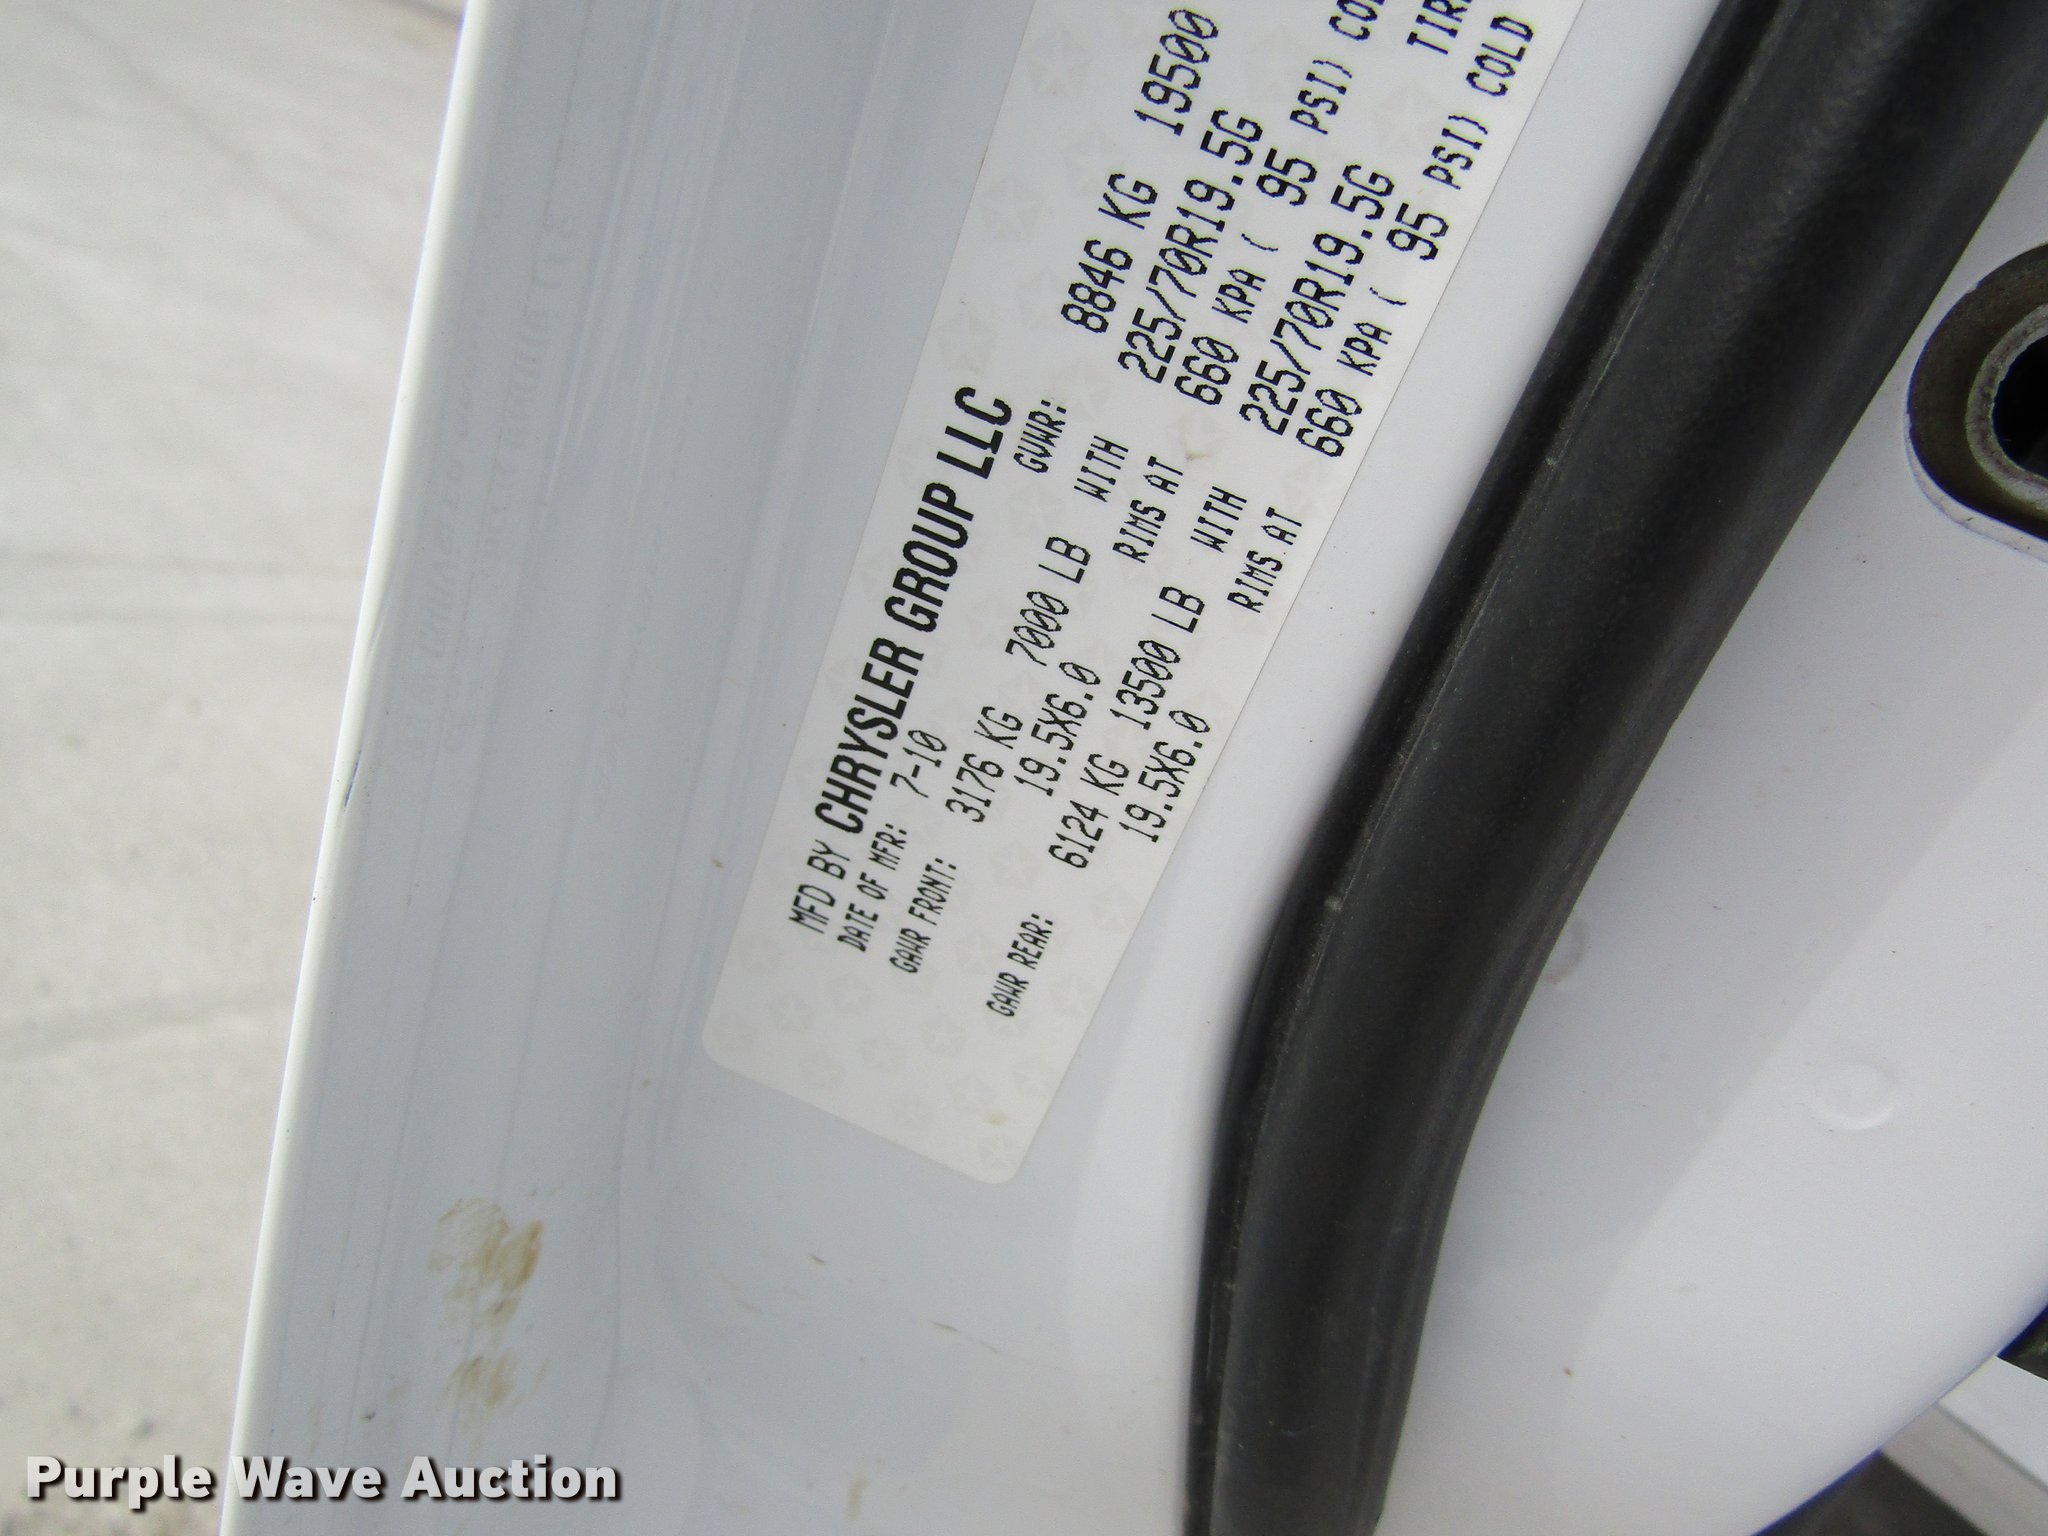 MFD BY CHRYSLER GROUP LLC
DATE OF MFR: 7-10 GVWR: 8846 KG 19500
GAWR FRONT: 3176 KG 7000 LB WITH 225/70R19.5G
19.5X6.0 RIMS AT 660 KPA ( 95 PSI) COLD
GAWR REAR: 6124 KG 13500 LB WITH 225/70R19.5G
19.5X6.0 RIMS AT 660 KPA ( 95 PSI) COLD
Purple Wave Auction